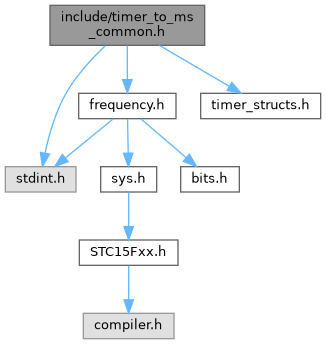 include/timer_to_ms
_common.h
frequency.h
timer_structs.h
stdint.h
sys.h
bits.h
STC15Fxx.h
compiler.h